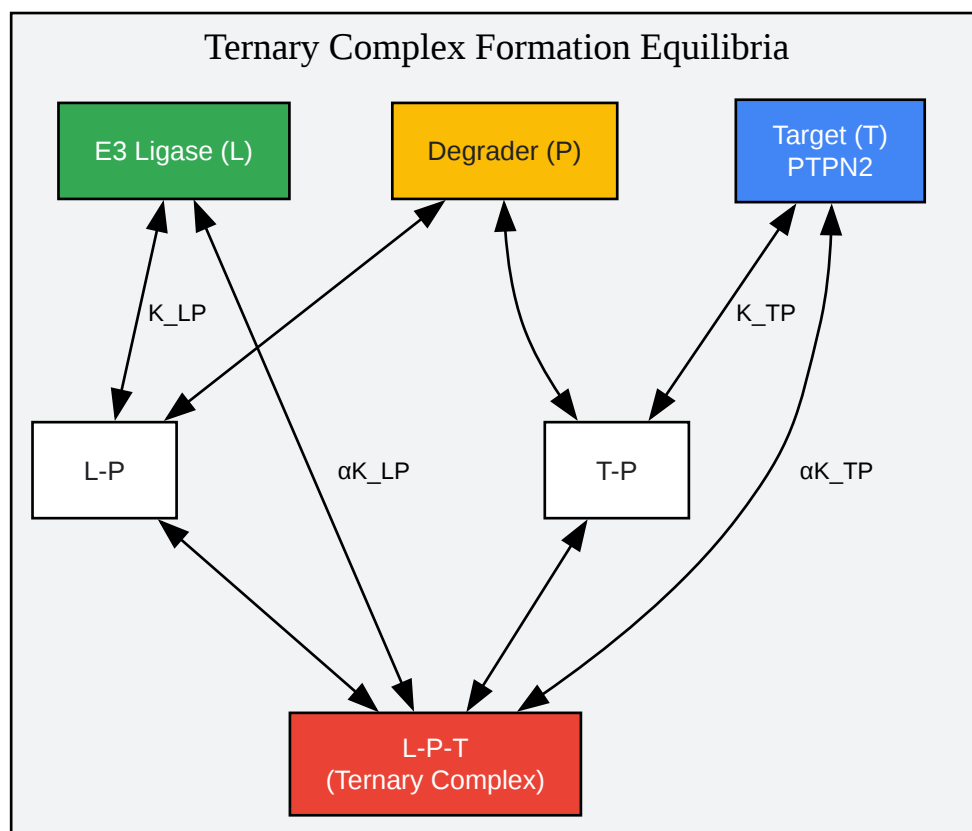 Ternary Complex Formation Equilibria
E3 Ligase (L)
Degrader (P)
Target (T)
PTPN2
K_LP
K_TP
L-P
αK_LP
T-P
αK_TP
L-P-T
(Ternary Complex)